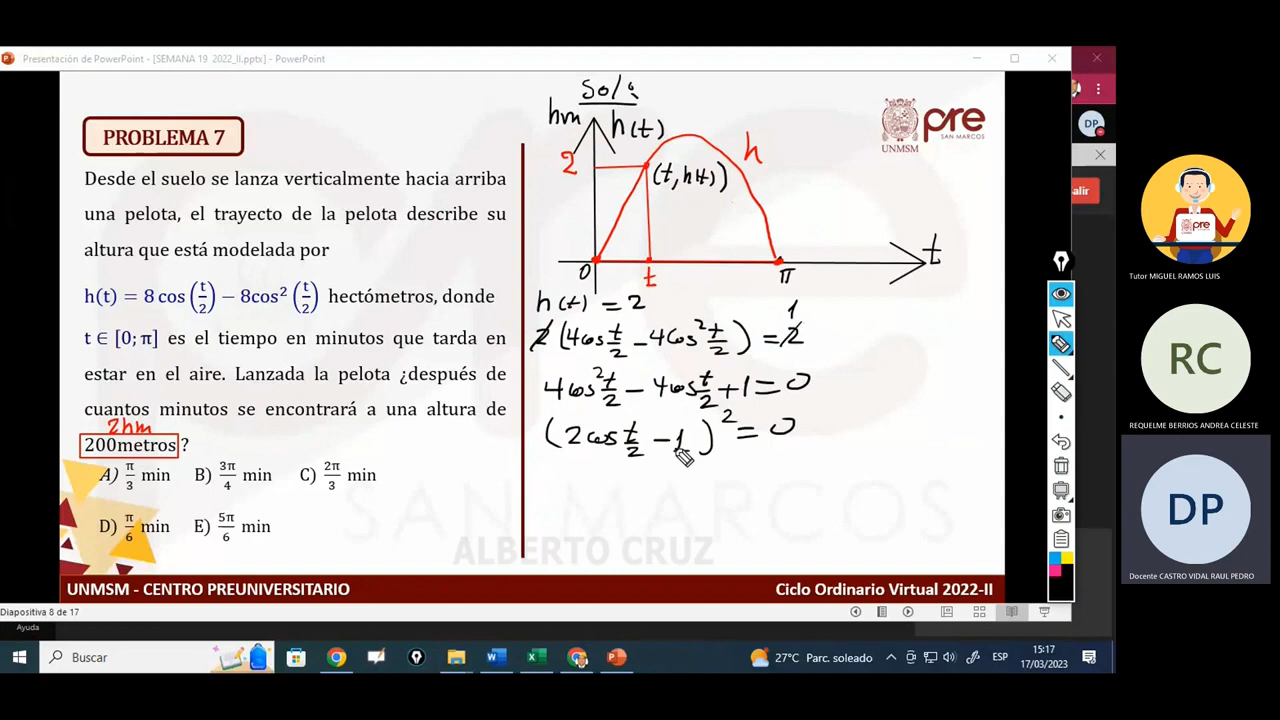 Presentación de PowerPoint - [SEMANA 19 2022_II.pptx] - PowerPoint
PROBLEMA 7
Desde el suelo se lanza verticalmente hacia arriba
una pelota, el trayecto de la pelota describe su
altura que está modelada por
h(t) = 8 cos (t/2) − 8cos² (t/2) hectómetros, donde
t ∈ [0; π] es el tiempo en minutos que tarda en
estar en el aire. Lanzada la pelota ¿después de
cuantos minutos se encontrará a una altura de
2hm
200metros ?
A) π/3 min B) 3π/4 min C) 2π/3 min
D) π/6 min E) 5π/6 min
Sol:
hm h(t)
2 (t, h(t)) h
0 t π t
h(t) = 2
2(4cos t/2 − 4cos² t/2) = 2 1
4cos² t/2 − 4cos t/2 + 1 = 0
(2cos t/2 − 1)² = 0
UNMSM
pre
SAN MARCOS
SAN MARCOS
ALBERTO CRUZ
UNMSM - CENTRO PREUNIVERSITARIO Ciclo Ordinario Virtual 2022-II
Diapositiva 8 de 17
Ayuda
DP
alir
pre
Tutor MIGUEL RAMOS LUIS
RC
REQUELME BERRIOS ANDREA CELESTE
DP
Docente CASTRO VIDAL RAUL PEDRO
Buscar
27°C Parc. soleado
ESP
15:17
17/03/2023